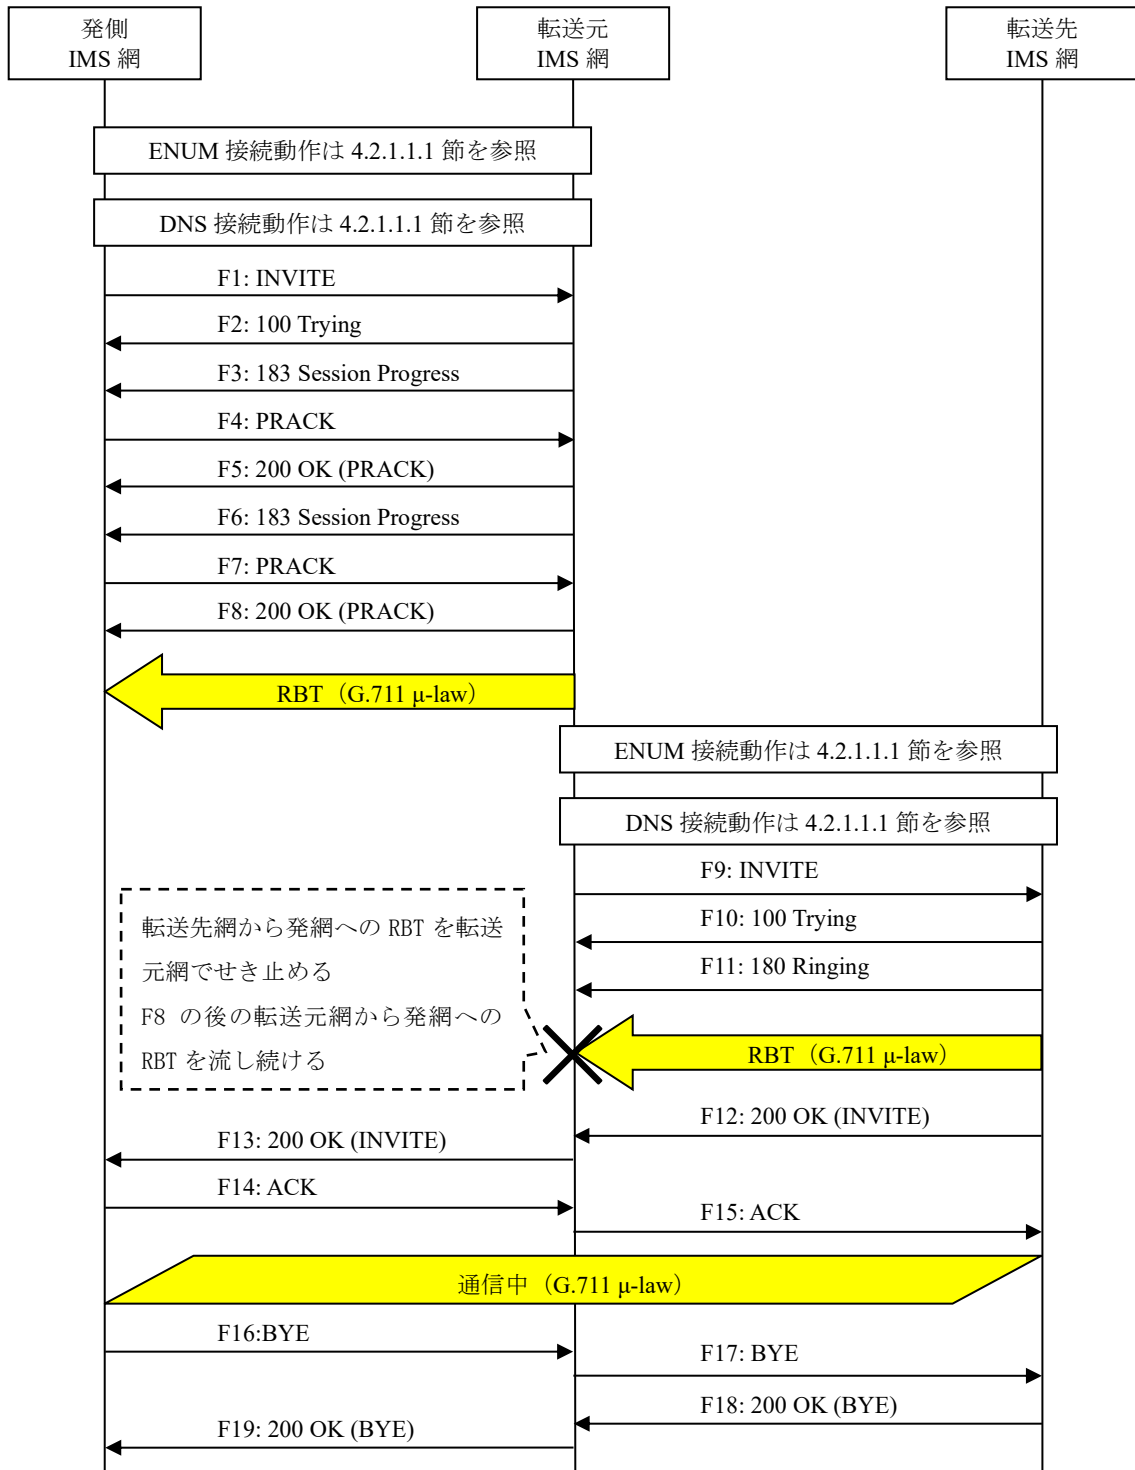 発側
IMS 網
転送元
IMS 網
転送先
IMS 網
ENUM 接続動作は 4.2.1.1.1 節を参照
DNS 接続動作は 4.2.1.1.1 節を参照
F1: INVITE
F2: 100 Trying
F3: 183 Session Progress
F4: PRACK
F5: 200 OK (PRACK)
F6: 183 Session Progress
F7: PRACK
F8: 200 OK (PRACK)
RBT（G.711 μ-law）
ENUM 接続動作は 4.2.1.1.1 節を参照
DNS 接続動作は 4.2.1.1.1 節を参照
F9: INVITE
F10: 100 Trying
F11: 180 Ringing
転送先網から発網への RBT を転送
元網でせき止める
F8 の後の転送元網から発網への
RBT を流し続ける
RBT（G.711 μ-law）
F12: 200 OK (INVITE)
F13: 200 OK (INVITE)
F14: ACK
F15: ACK
通信中（G.711 μ-law）
F16:BYE
F17: BYE
F18: 200 OK (BYE)
F19: 200 OK (BYE)